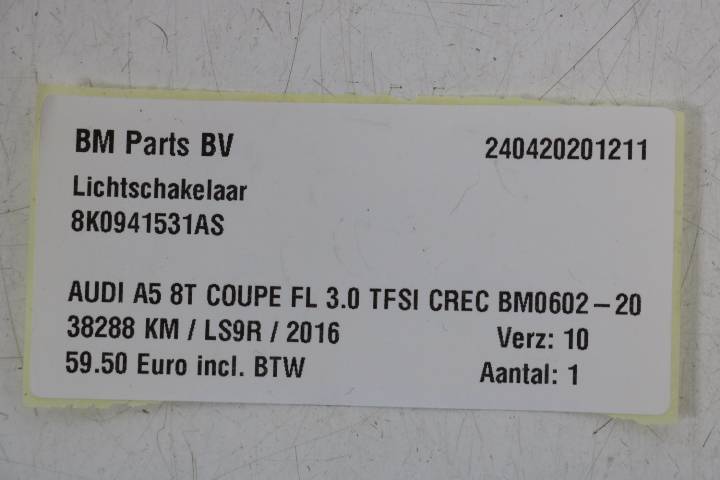 BM Parts BV 240420201211
Lichtschakelaar
8K0941531AS
AUDI A5 8T COUPE FL 3.0 TFSI CREC BM0602-20
38288 KM / LS9R / 2016 Verz: 10
59.50 Euro incl. BTW Aantal: 1